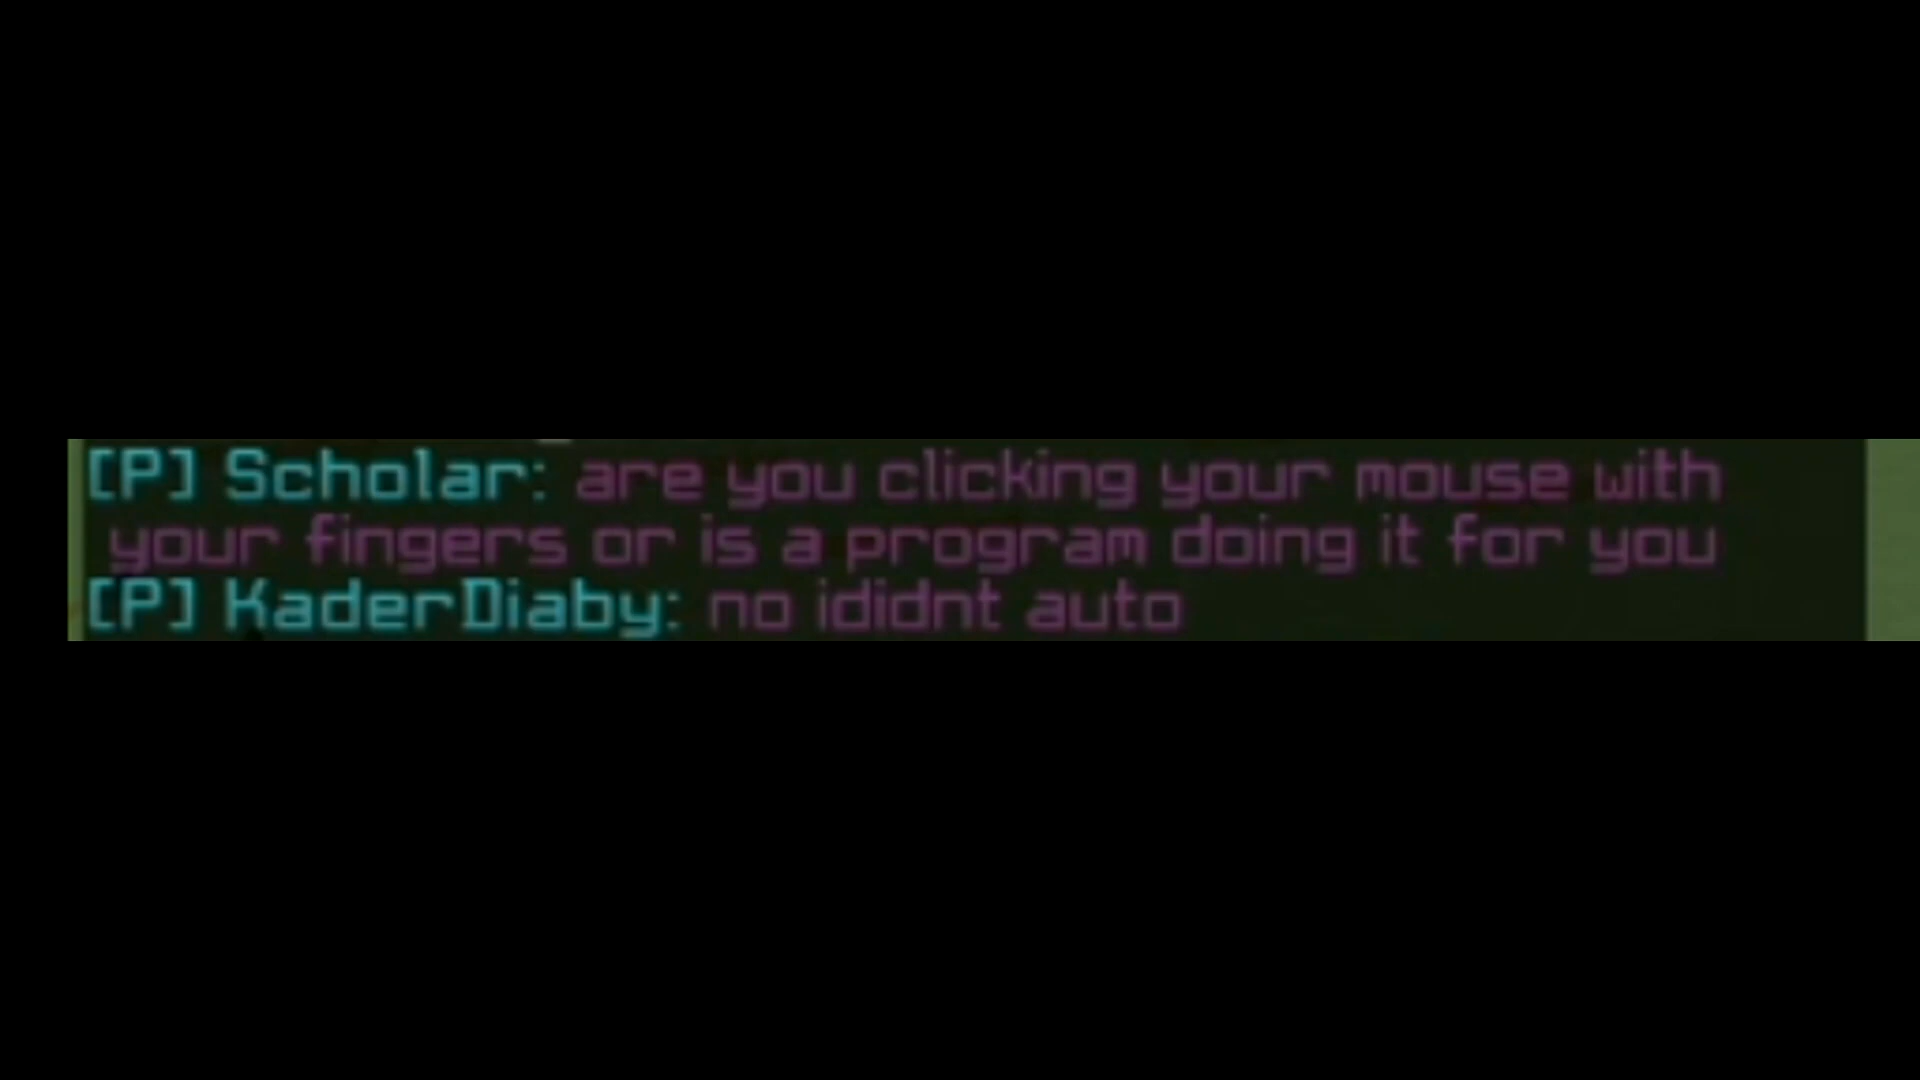 [P] Scholar: are you clicking your mouse with
your fingers or is a program doing it for you
[P] KaderDiaby: no ididnt auto